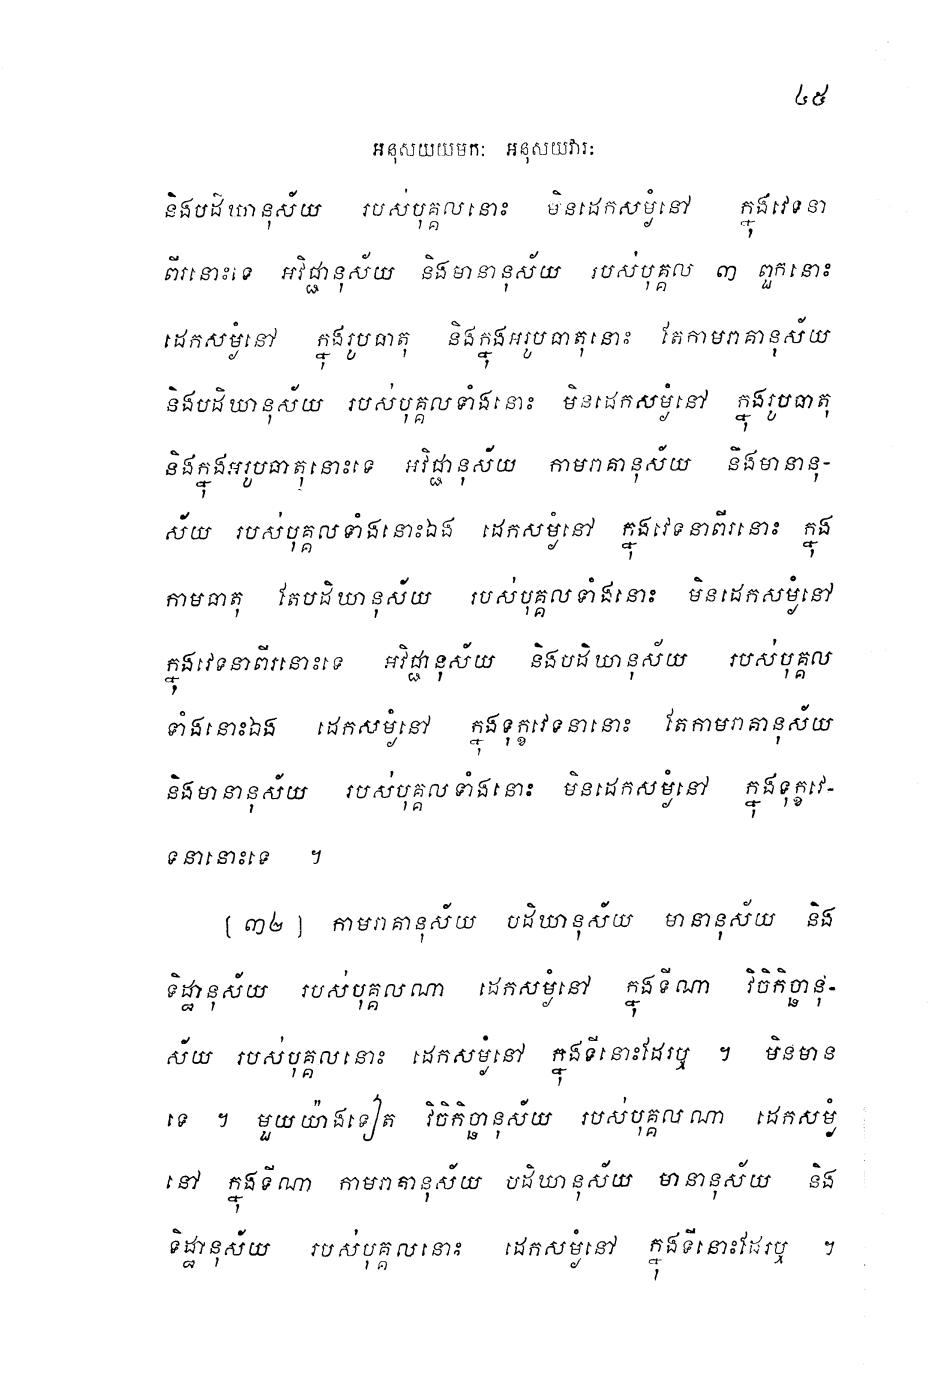 ៤៥
អនុសយយមកៈ អនុសយវារៈ
និងបដិឃានុស័យ របស់បុគ្គលនោះ មិនដេកសម្ងំនៅ ក្នុងវេទនា
ពីរនោះទេ អវិជ្ជានុស័យ និងមានានុស័យ របស់បុគ្គល ៣ ពួកនោះ
ដេកសម្ងំនៅ ក្នុងរូបធាតុ និងក្នុងអរូបធាតុនោះ តែកាមរាគានុស័យ
និងបដិឃានុស័យ របស់បុគ្គលទាំងនោះ មិនដេកសម្ងំនៅ ក្នុងរូបធាតុ
និងក្នុងអរូបធាតុនោះទេ អវិជ្ជានុស័យ កាមរាគានុស័យ នឹងមានានុ-
ស័យ របស់បុគ្គលទាំងនោះឯង ដេកសម្ងំនៅ ក្នុងវេទនាពីរនោះ ក្នុង
កាមធាតុ តែបដិឃានុស័យ របស់បុគ្គលទាំងនោះ មិនដេកសម្ងំនៅ
ក្នុងវេទនាពីរនោះទេ អវិជ្ជានុស័យ និងបដិឃានុស័យ របស់បុគ្គល
ទាំងនោះឯង ដេកសម្ងំនៅ ក្នុងទុក្ខវេទនានោះ តែកាមរាគានុស័យ
និងមានានុស័យ របស់បុគ្គលទាំងនោះ មិនដេកសម្ងំនៅ ក្នុងទុក្ខវេ-
ទនានោះទេ ។
[ ៣៤ ] កាមរាគានុស័យ បដិឃានុស័យ មានានុស័យ និង
ទិដ្ឋានុស័យ របស់បុគ្គលណា ដេកសម្ងំនៅ ក្នុងទីណា វិចិកិច្ឆានុ-
ស័យ របស់បុគ្គលនោះ ដេកសម្ងំនៅ ក្នុងទីនោះដែរឬ ។ មិនមាន
ទេ ។ មួយយ៉ាងទៀត វិចិកិច្ឆានុស័យ របស់បុគ្គលណា ដេកសម្ងំ
នៅ ក្នុងទីណា កាមរាគានុស័យ បដិឃានុស័យ មានានុស័យ និង
ទិដ្ឋានុស័យ របស់បុគ្គលនោះ ដេកសម្ងំនៅ ក្នុងទីនោះដែរឬ ។